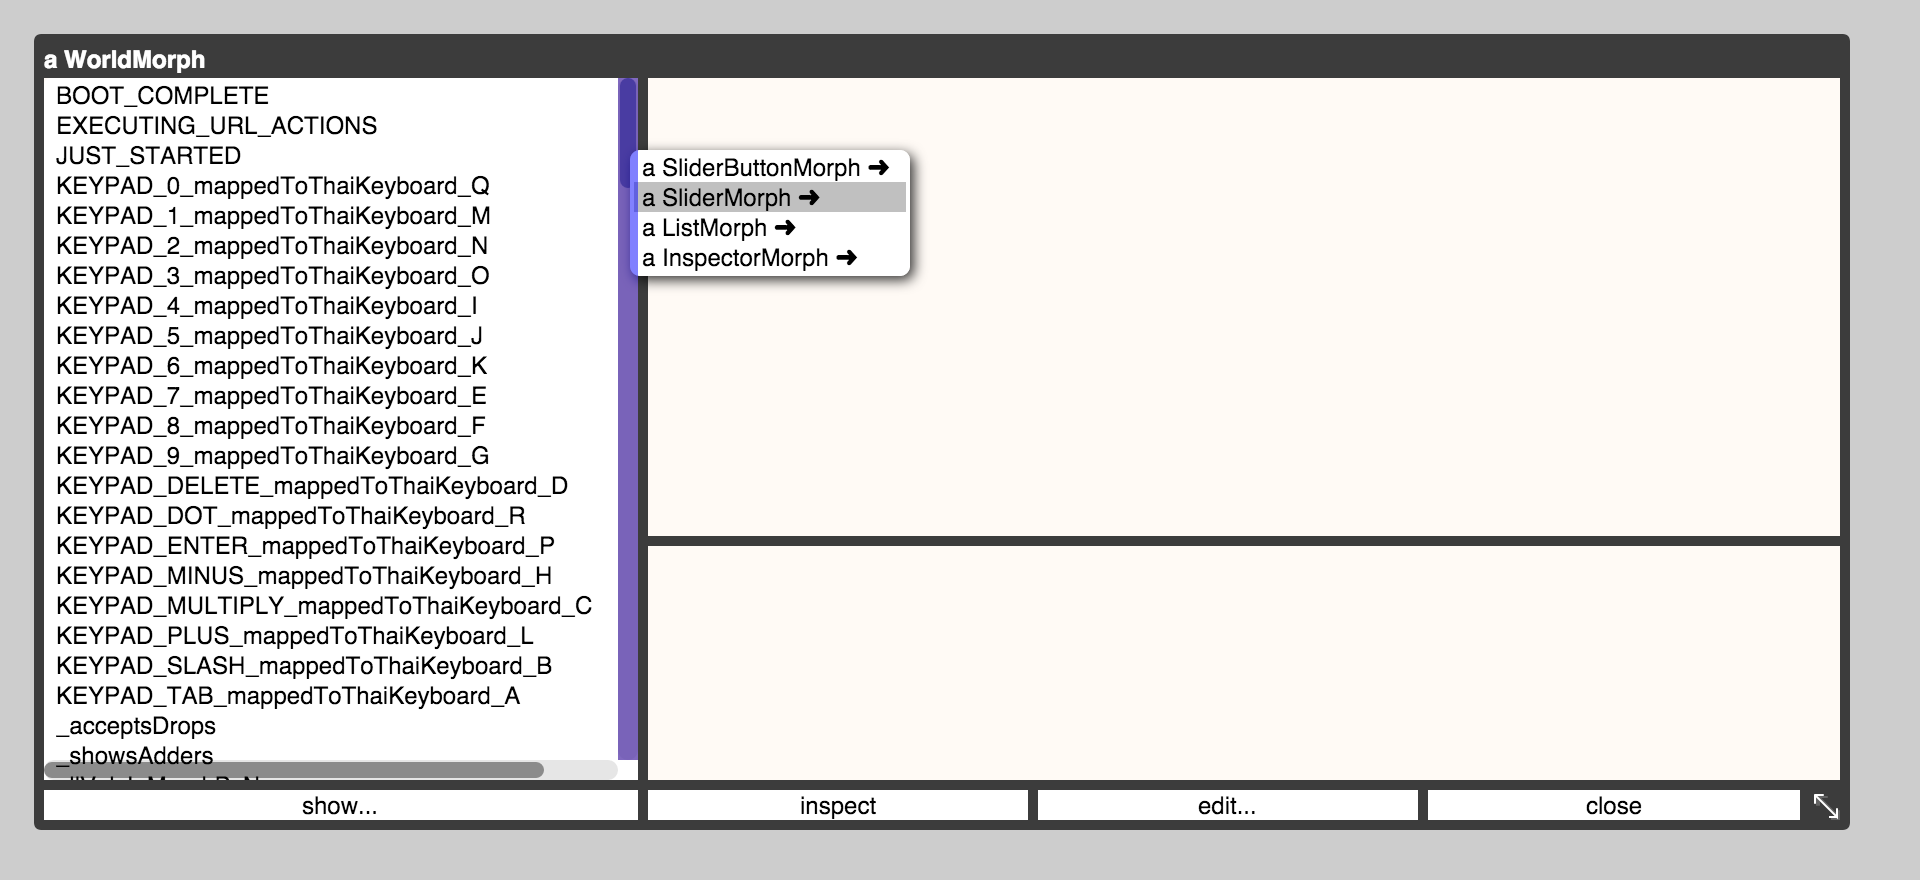 a WorldMorph
BOOT_COMPLETE
EXECUTING_URL_ACTIONS
JUST_STARTED
KEYPAD_0_mappedToThaiKeyboard_Q
KEYPAD_1_mappedToThaiKeyboard_M
KEYPAD_2_mappedToThaiKeyboard_N
KEYPAD_3_mappedToThaiKeyboard_O
KEYPAD_4_mappedToThaiKeyboard_I
KEYPAD_5_mappedToThaiKeyboard_J
KEYPAD_6_mappedToThaiKeyboard_K
KEYPAD_7_mappedToThaiKeyboard_E
KEYPAD_8_mappedToThaiKeyboard_F
KEYPAD_9_mappedToThaiKeyboard_G
KEYPAD_DELETE_mappedToThaiKeyboard_D
KEYPAD_DOT_mappedToThaiKeyboard_R
KEYPAD_ENTER_mappedToThaiKeyboard_P
KEYPAD_MINUS_mappedToThaiKeyboard_H
KEYPAD_MULTIPLY_mappedToThaiKeyboard_C
KEYPAD_PLUS_mappedToThaiKeyboard_L
KEYPAD_SLASH_mappedToThaiKeyboard_B
KEYPAD_TAB_mappedToThaiKeyboard_A
_acceptsDrops
_showsAdders
a SliderButtonMorph ➜
a SliderMorph ➜
a ListMorph ➜
a InspectorMorph ➜
show...
inspect
edit...
close